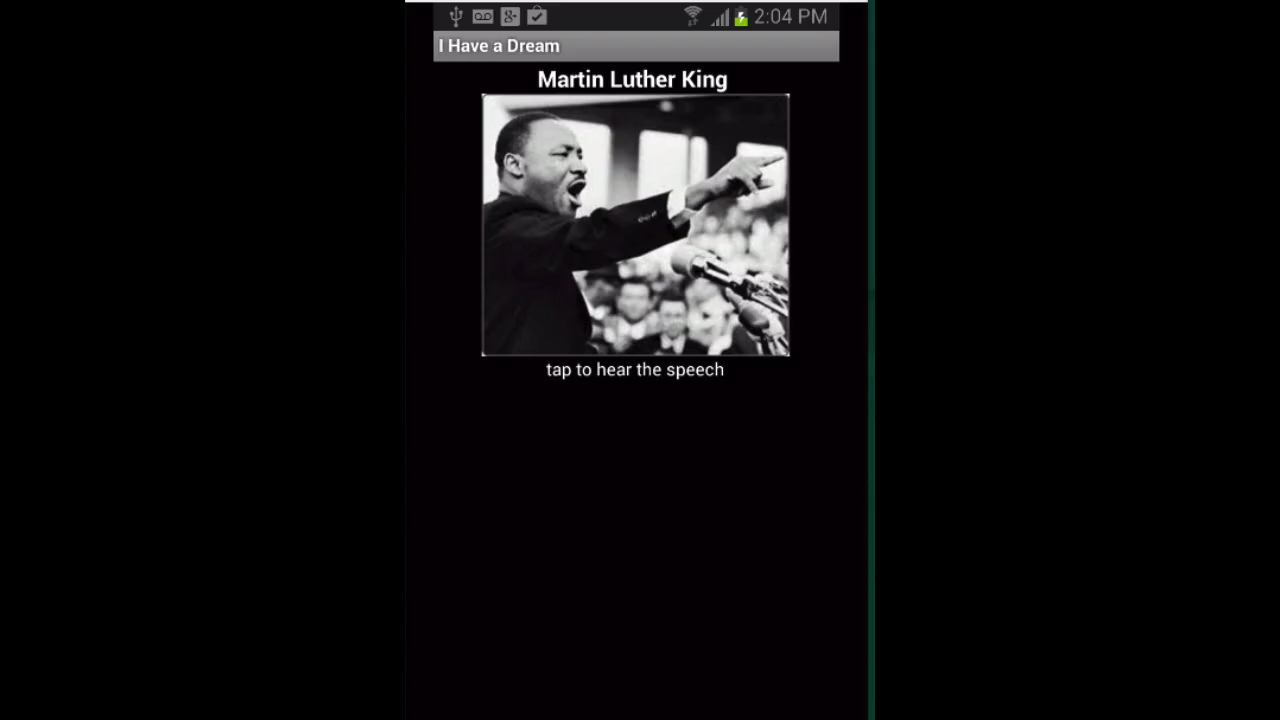 2:04 PM
I Have a Dream
Martin Luther King
tap to hear the speech